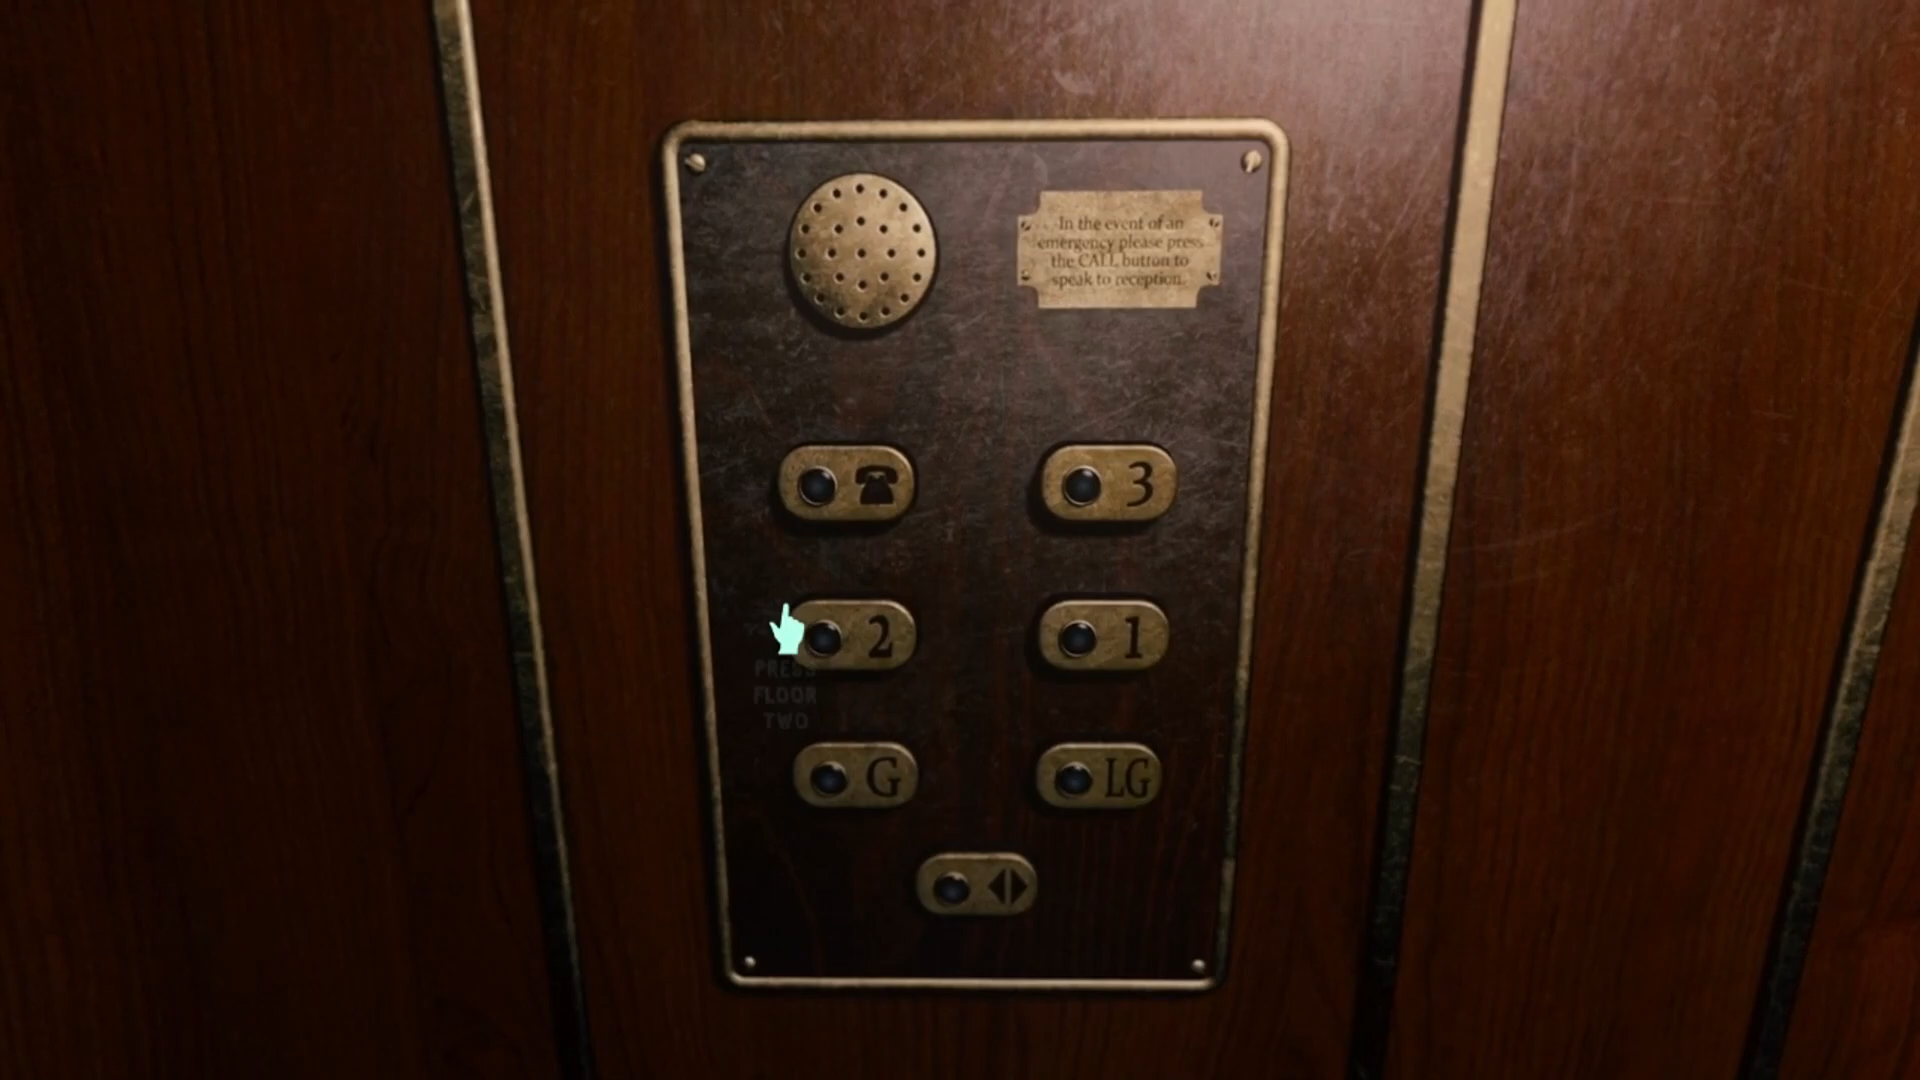 In the event of an
emergency please press
the CALL button to
speak to reception.
3
2
1
PRESS
FLOOR
TWO
G
LG